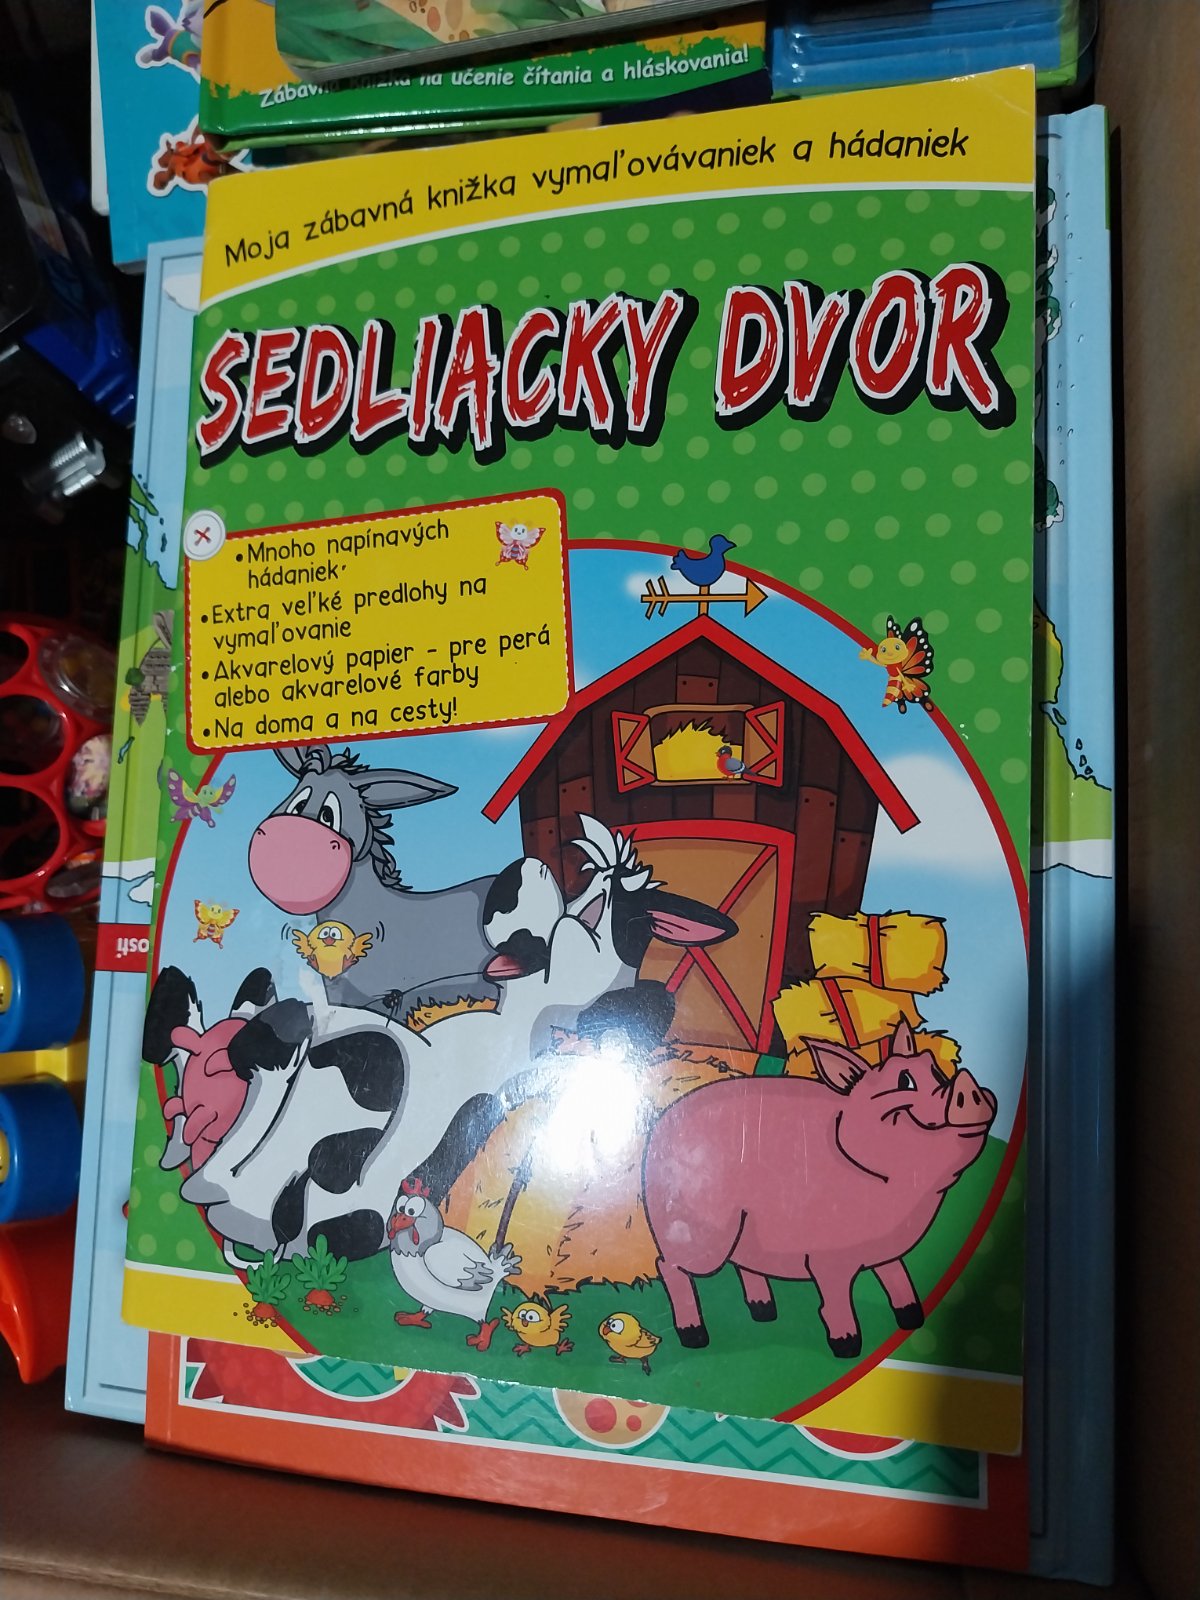 Zábavná knižka na učenie čítania a hláskovania!
Moja zábavná knižka vymaľovávaniek a hádaniek
SEDLIACKY DVOR
• Mnoho napínavých
hádaniek
• Extra veľké predlohy na
vymaľovanie
• Akvarelový papier - pre perá
alebo akvarelové farby
• Na doma a na cesty!